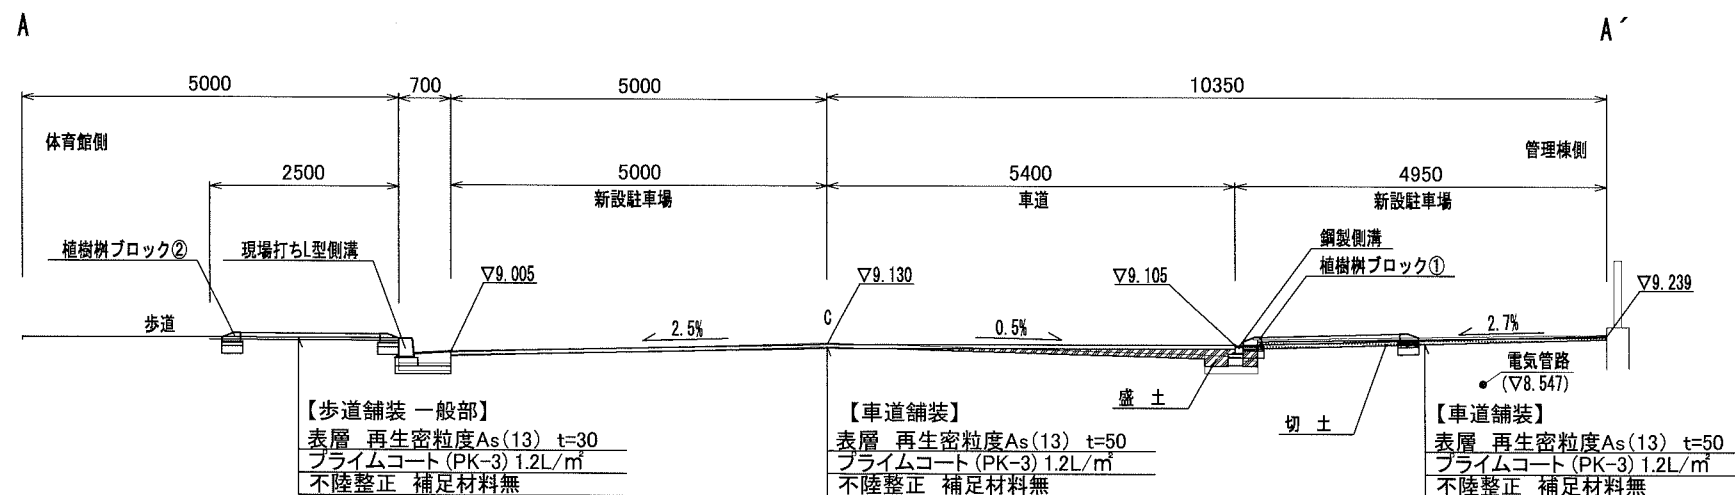 A
A´
5000
700
5000
10350
体育館側
管理棟側
2500
5000
5400
4950
新設駐車場
車道
新設駐車場
植樹桝ブロック②
現場打ちL型側溝
鋼製側溝
植樹桝ブロック①
▽9.005
▽9.130
▽9.105
▽9.239
歩道
2.5%
C
0.5%
2.7%
電気管路
(▽8.547)
盛 土
切 土
【歩道舗装 一般部】
表層 再生密粒度As(13) t=30
プライムコート(PK-3) 1.2L/㎡
不陸整正 補足材料無
【車道舗装】
表層 再生密粒度As(13) t=50
プライムコート(PK-3) 1.2L/㎡
不陸整正 補足材料無
【車道舗装】
表層 再生密粒度As(13) t=50
プライムコート(PK-3) 1.2L/㎡
不陸整正 補足材料無